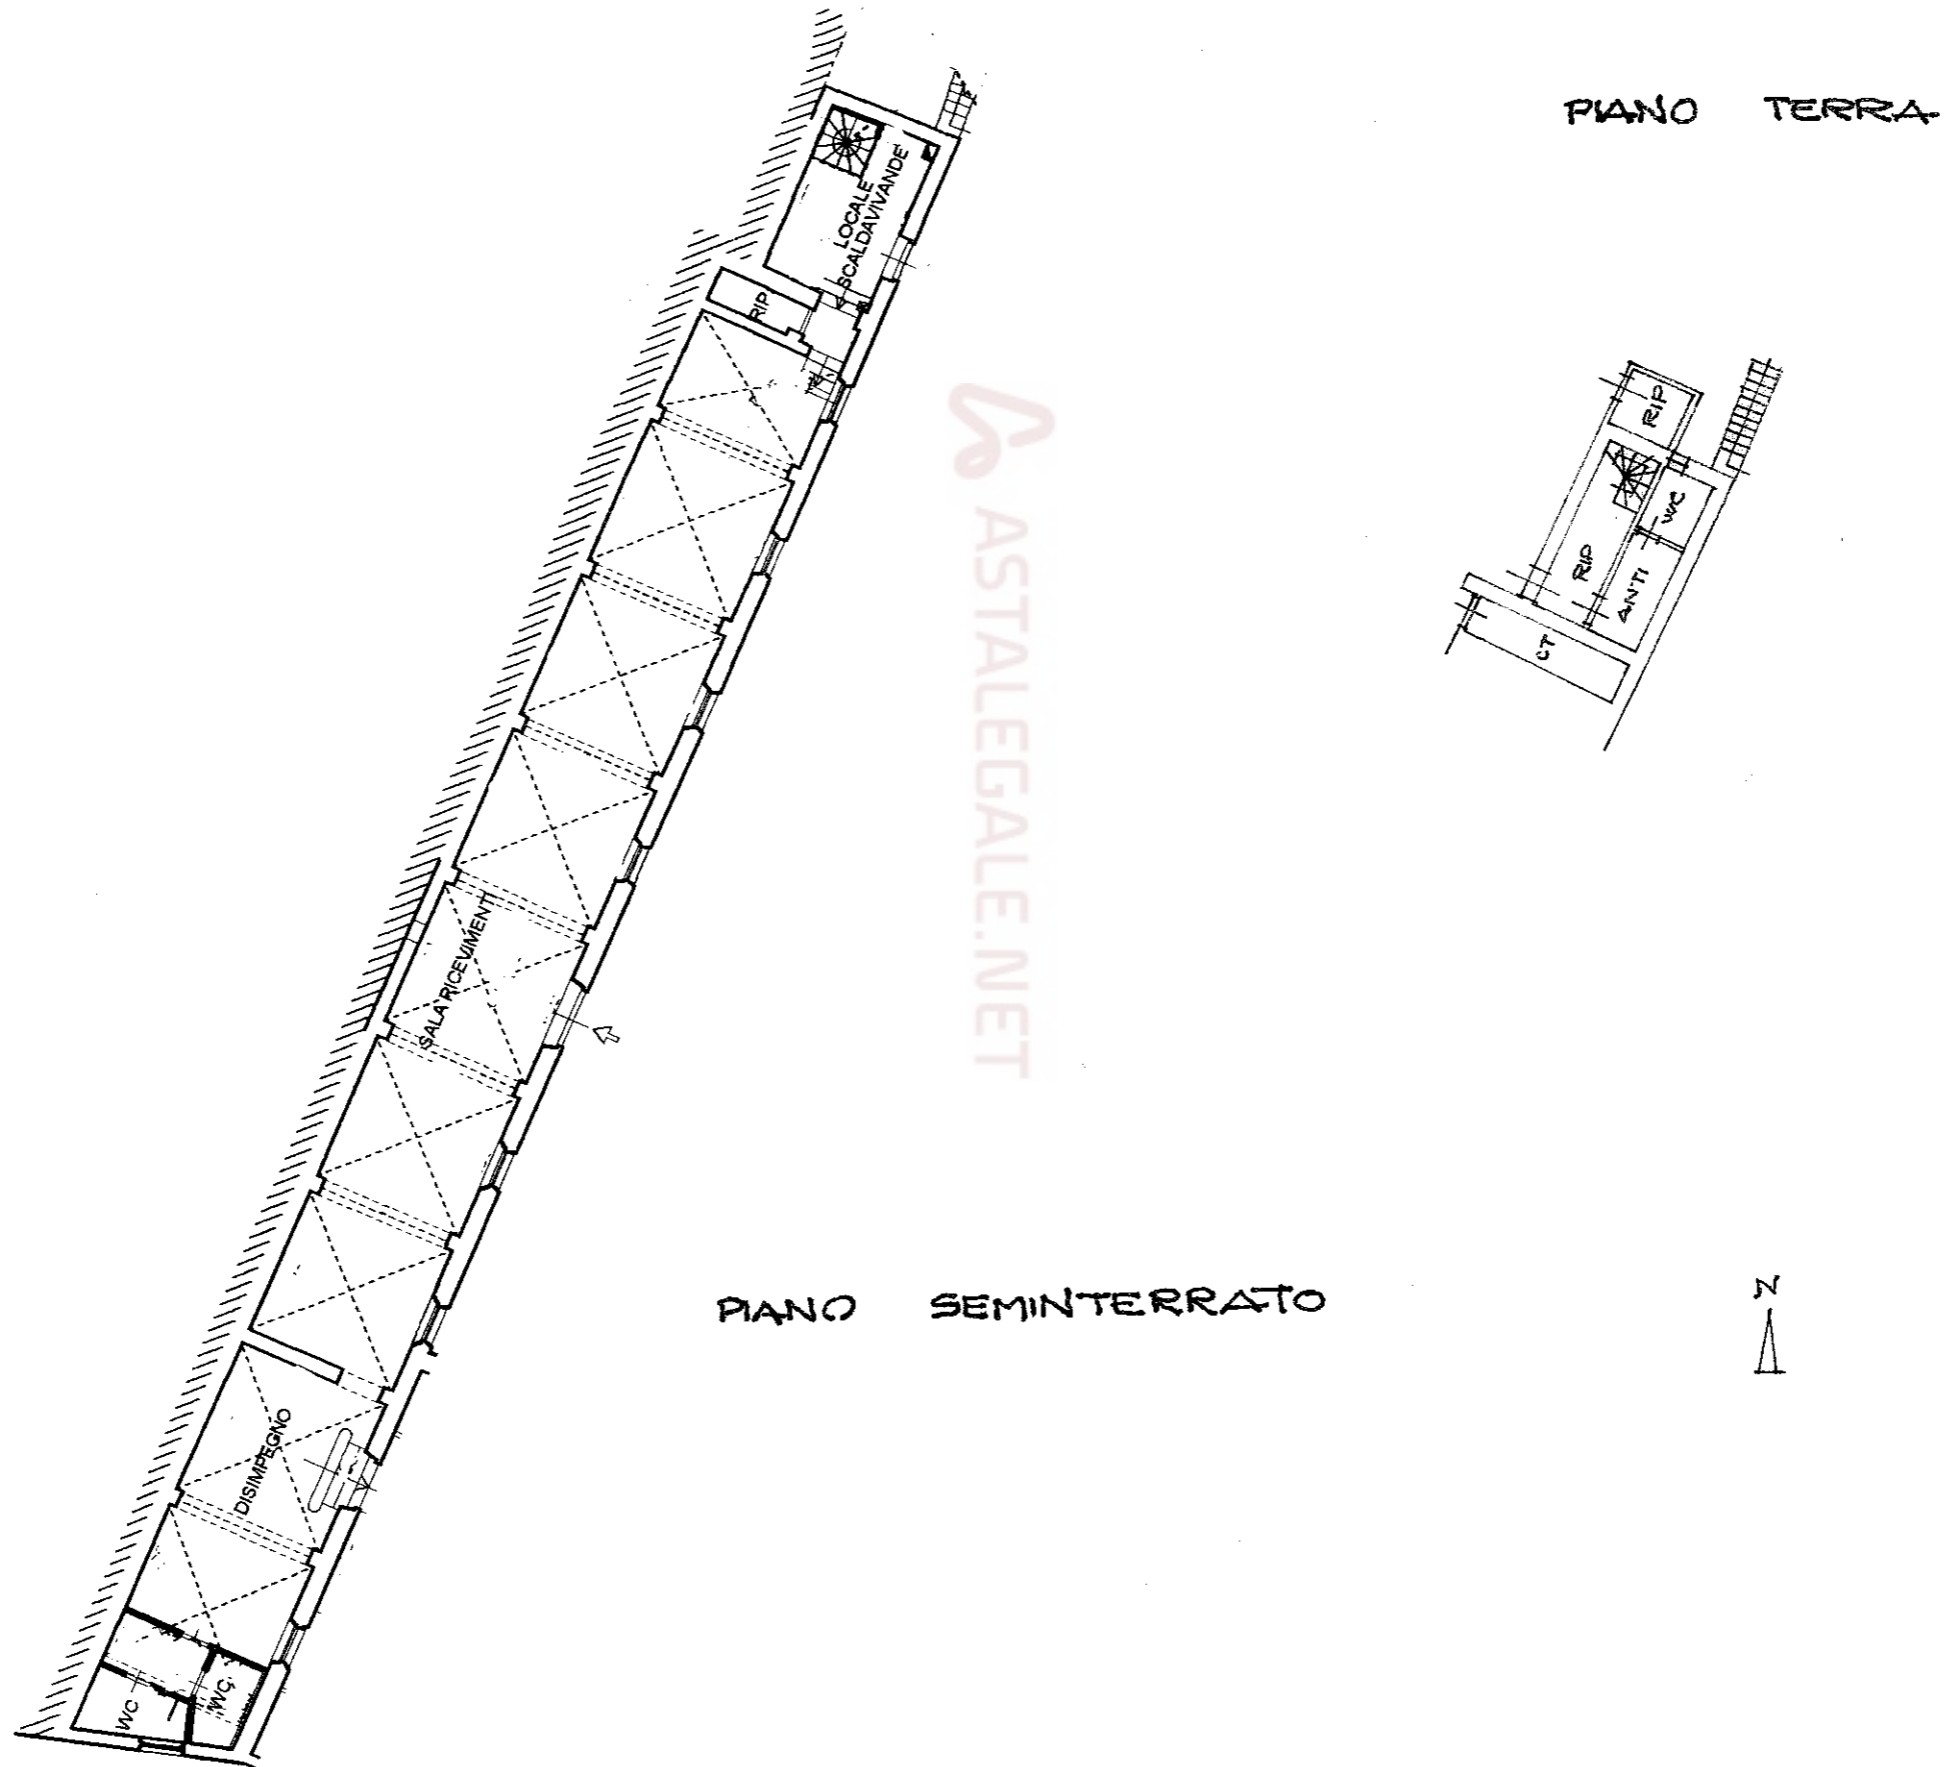 PIANO TERRA
LOCALE
SCALDAVIVANDE
RIP
RIP
WC
RIP
ANTI
CT
ASTALEGALE.NET
SALA RICEVIMENTI
PIANO SEMINTERRATO
N
DISIMPEGNO
WC
WC